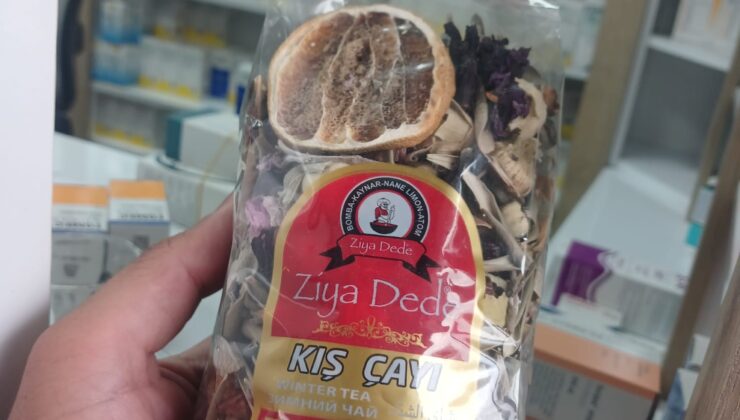 BOMBA-KAYNAR-NANE LİMON-ATOM
Ziya Dede
Ziya Dede
KIŞ ÇAYI
WINTER TEA
ЗИМНИЙ ЧАЙ